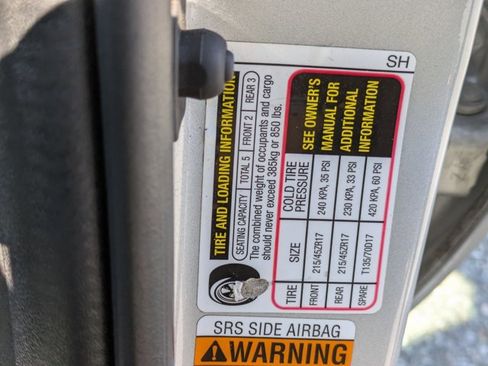 SH
TIRE AND LOADING INFORMATION
SEATING CAPACITY TOTAL 5 FRONT 2 REAR 3
The combined weight of occupants and cargo
should never exceed 385kg or 850 lbs.
TIRE SIZE COLD TIRE PRESSURE SEE OWNER'S MANUAL FOR ADDITIONAL INFORMATION
FRONT 215/45ZR17 240 KPA, 35 PSI
REAR 215/45ZR17 230 KPA, 33 PSI
SPARE T135/70D17 420 KPA, 60 PSI
SRS SIDE AIRBAG
WARNING